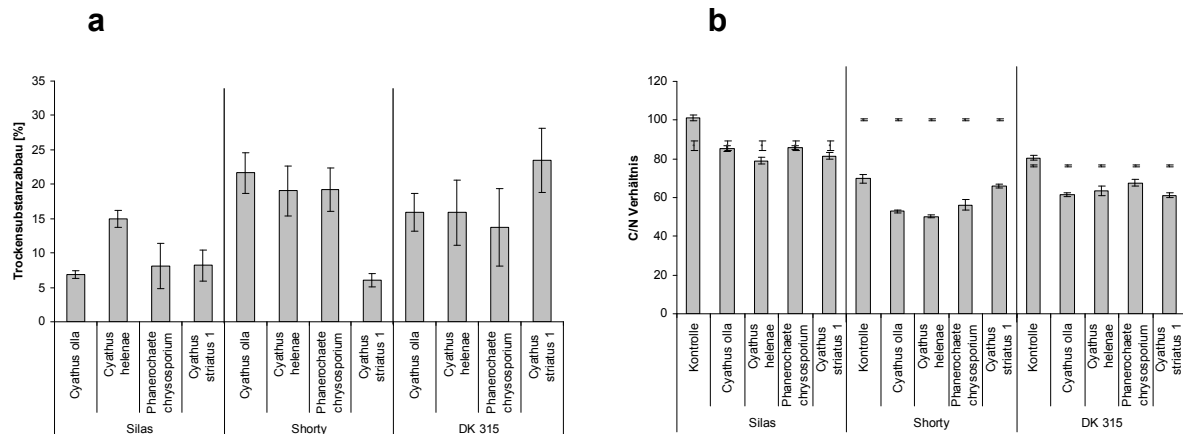 a
b
Trockensubstanzabbau [%]
35
30
25
20
15
10
5
0
Cyathus olla
Cyathus
helenae
Phanerochaete
chrysosporium
Cyathus
striatus 1
Cyathus olla
Cyathus
helenae
Phanerochaete
chrysosporium
Cyathus
striatus 1
Cyathus olla
Cyathus
helenae
Phanerochaete
chrysosporium
Cyathus
striatus 1
Silas
Shorty
DK 315
C/N Verhältnis
120
100
80
60
40
20
0
Kontrolle
Cyathus olla
Cyathus
helenae
Phanerochaete
chrysosporium
Cyathus
striatus 1
Kontrolle
Cyathus olla
Cyathus
helenae
Phanerochaete
chrysosporium
Cyathus
striatus 1
Kontrolle
Cyathus olla
Cyathus
helenae
Phanerochaete
chrysosporium
Cyathus
striatus 1
Silas
Shorty
DK 315